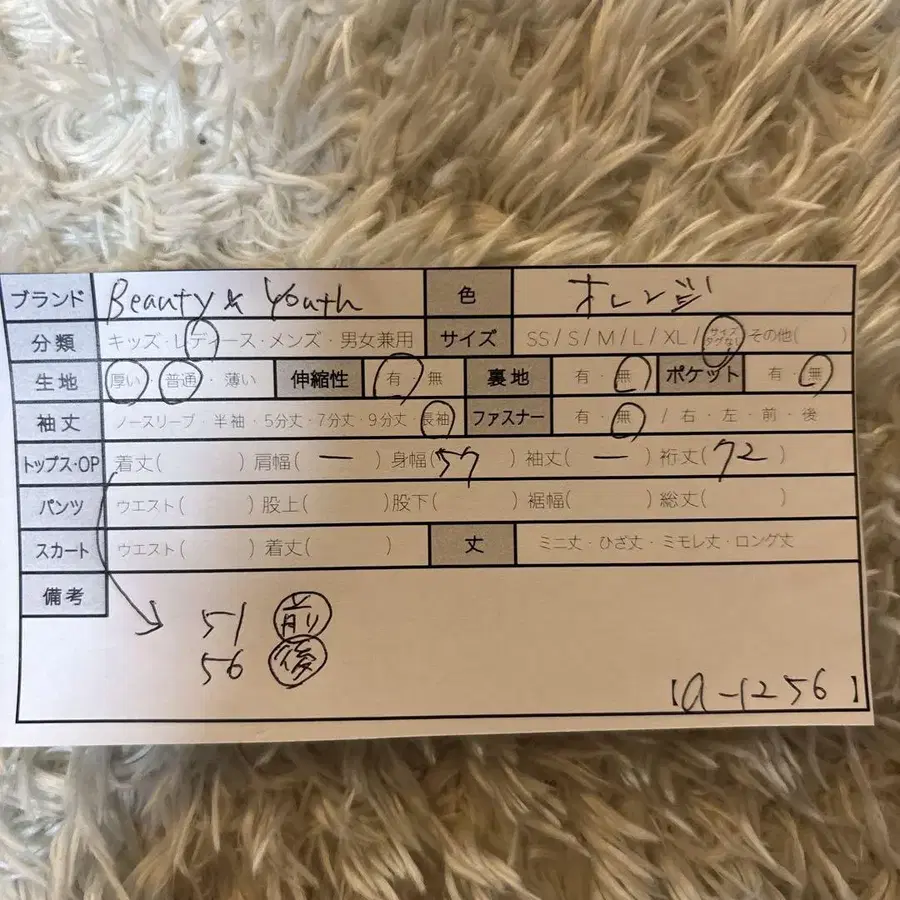 ブランド Beauty & Youth 色 オレンジ
分類 キッズ・レディース・メンズ・男女兼用 サイズ SS / S / M / L / XL / サイズタグなし その他( )
生地 厚い・普通・薄い 伸縮性 有・無 裏地 有・無 ポケット 有・無
袖丈 ノースリーブ・半袖・5分丈・7分丈・9分丈・長袖 ファスナー 有・無 / 右・左・前・後
トップス・OP 着丈( ) 肩幅( ー ) 身幅(57 ) 袖丈( ー ) 裄丈( 72 )
パンツ ウエスト( ) 股上( ) 股下( ) 裾幅( ) 総丈( )
スカート ウエスト( ) 着丈( ) 丈 ミニ丈・ひざ丈・ミモレ丈・ロング丈
備考
51 前
56 後
【a-1256】